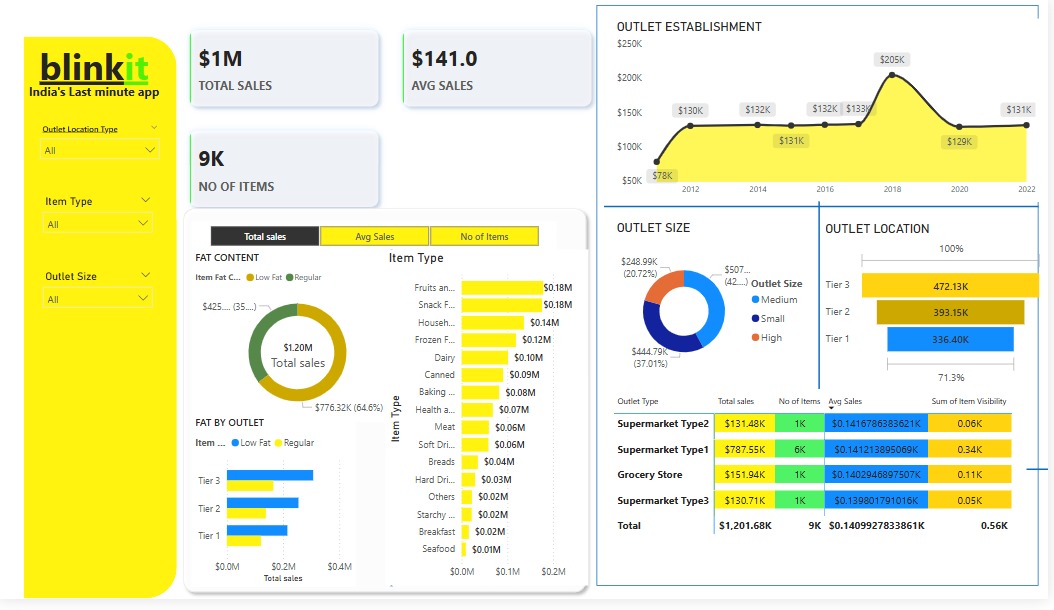 blinkit
India's Last minute app
Outlet Location Type
All
Item Type
All
Outlet Size
All
$1M
TOTAL SALES
$141.0
AVG SALES
9K
NO OF ITEMS
Total sales Avg Sales No of Items
FAT CONTENT
Item Fat C... Low Fat Regular
$425.... (35....)
$1.20M
Total sales
$776.32K (64.6%)
FAT BY OUTLET
Item ... Low Fat Regular
Tier 3
Tier 2
Tier 1
$0.0M $0.2M $0.4M
Total sales
Item Type
Item Type
Fruits an... $0.18M
Snack F... $0.18M
Househ... $0.14M
Frozen F... $0.12M
Dairy $0.10M
Canned $0.09M
Baking ... $0.08M
Health a... $0.07M
Meat $0.06M
Soft Dri... $0.06M
Breads $0.04M
Hard Dri... $0.03M
Others $0.02M
Starchy ... $0.02M
Breakfast $0.02M
Seafood $0.01M
$0.0M $0.1M $0.2M
OUTLET ESTABLISHMENT
$250K
$200K
$150K
$100K
$50K
$78K
$130K
$132K
$131K
$132K
$133K
$205K
$129K
$131K
2012 2014 2016 2018 2020 2022
OUTLET SIZE
$248.99K
(20.72%)
$507...
(42....)
$444.79K
(37.01%)
Outlet Size
Medium
Small
High
OUTLET LOCATION
100%
Tier 3 472.13K
Tier 2 393.15K
Tier 1 336.40K
71.3%
Outlet Type Total sales No of Items Avg Sales Sum of Item Visibility
Supermarket Type2 $131.48K 1K $0.1416786383621K 0.06K
Supermarket Type1 $787.55K 6K $0.141213895069K 0.34K
Grocery Store $151.94K 1K $0.1402946897507K 0.11K
Supermarket Type3 $130.71K 1K $0.139801791016K 0.05K
Total $1,201.68K 9K $0.1409927833861K 0.56K